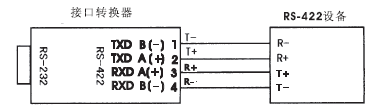 接口转换器
RS-422设备
RS-232
RS-422
TXD B(-) 1
TXD A(+) 2
RXD A(+) 3
RXD B(-) 4
T-
T+
R+
R-
R-
R+
T+
T-